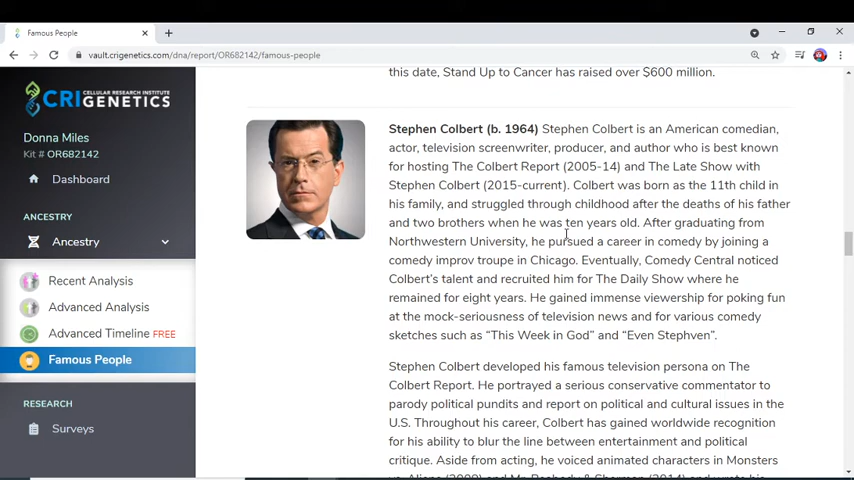 Famous People
vault.crigenetics.com/dna/report/OR682142/famous-people
CELLULAR RESEARCH INSTITUTE
CRIGENETICS
Donna Miles
Kit # OR682142
Dashboard
ANCESTRY
Ancestry
Recent Analysis
Advanced Analysis
Advanced Timeline FREE
Famous People
RESEARCH
Surveys
this date, Stand Up to Cancer has raised over $600 million.
Stephen Colbert (b. 1964) Stephen Colbert is an American comedian,
actor, television screenwriter, producer, and author who is best known
for hosting The Colbert Report (2005-14) and The Late Show with
Stephen Colbert (2015-current). Colbert was born as the 11th child in
his family, and struggled through childhood after the deaths of his father
and two brothers when he was ten years old. After graduating from
Northwestern University, he pursued a career in comedy by joining a
comedy improv troupe in Chicago. Eventually, Comedy Central noticed
Colbert's talent and recruited him for The Daily Show where he
remained for eight years. He gained immense viewership for poking fun
at the mock-seriousness of television news and for various comedy
sketches such as “This Week in God” and “Even Stephven”.
Stephen Colbert developed his famous television persona on The
Colbert Report. He portrayed a serious conservative commentator to
parody political pundits and report on political and cultural issues in the
U.S. Throughout his career, Colbert has gained worldwide recognition
for his ability to blur the line between entertainment and political
critique. Aside from acting, he voiced animated characters in Monsters
vs. Aliens (2009) and Mr. Peabody & Sherman (2014) and wrote his